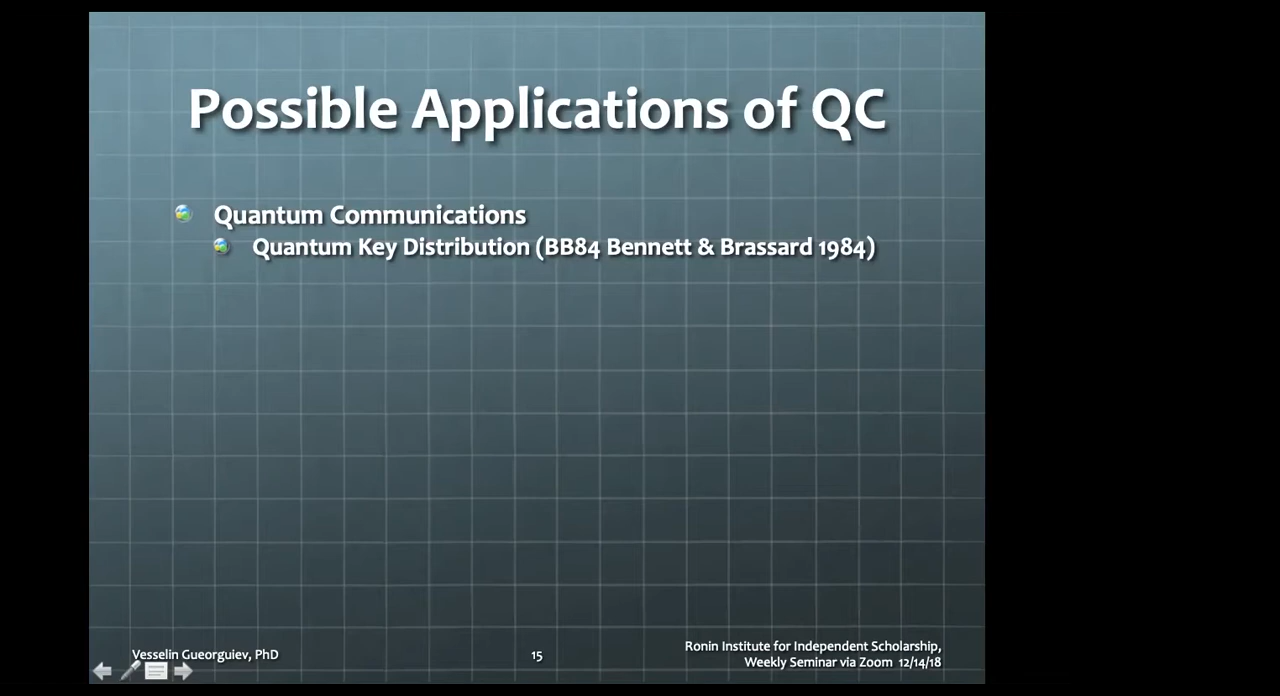 Possible Applications of QC
Quantum Communications
Quantum Key Distribution (BB84 Bennett & Brassard 1984)
Vesselin Gueorguiev, PhD
15
Ronin Institute for Independent Scholarship,
Weekly Seminar via Zoom 12/14/18